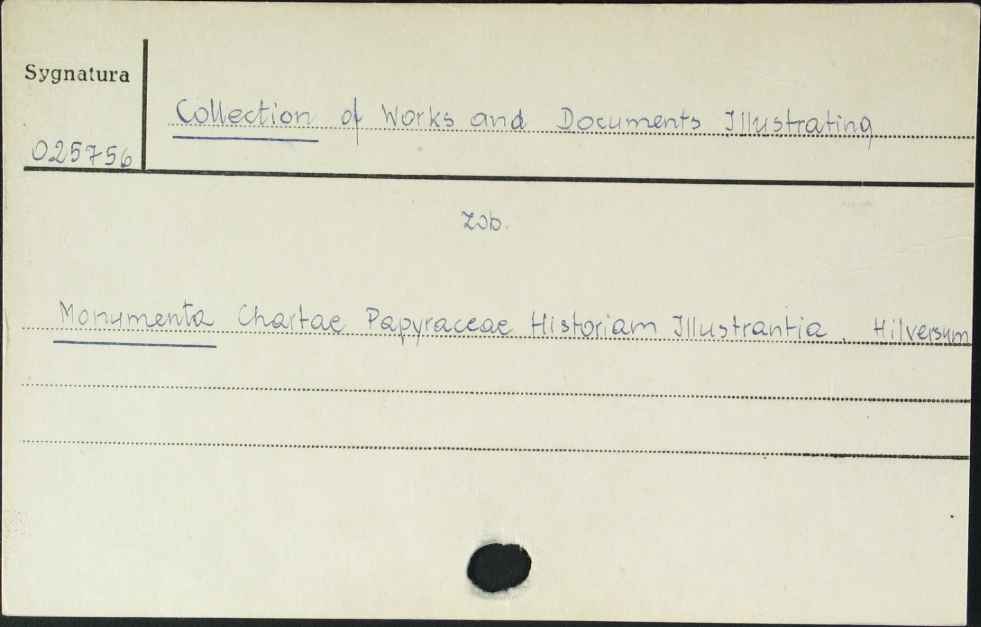 Sygnatura
Collection of Works and Documents Illustrating
025756
zob.
Monumenta Chartae Papyraceae Historiam Illustrantia, Hilversum